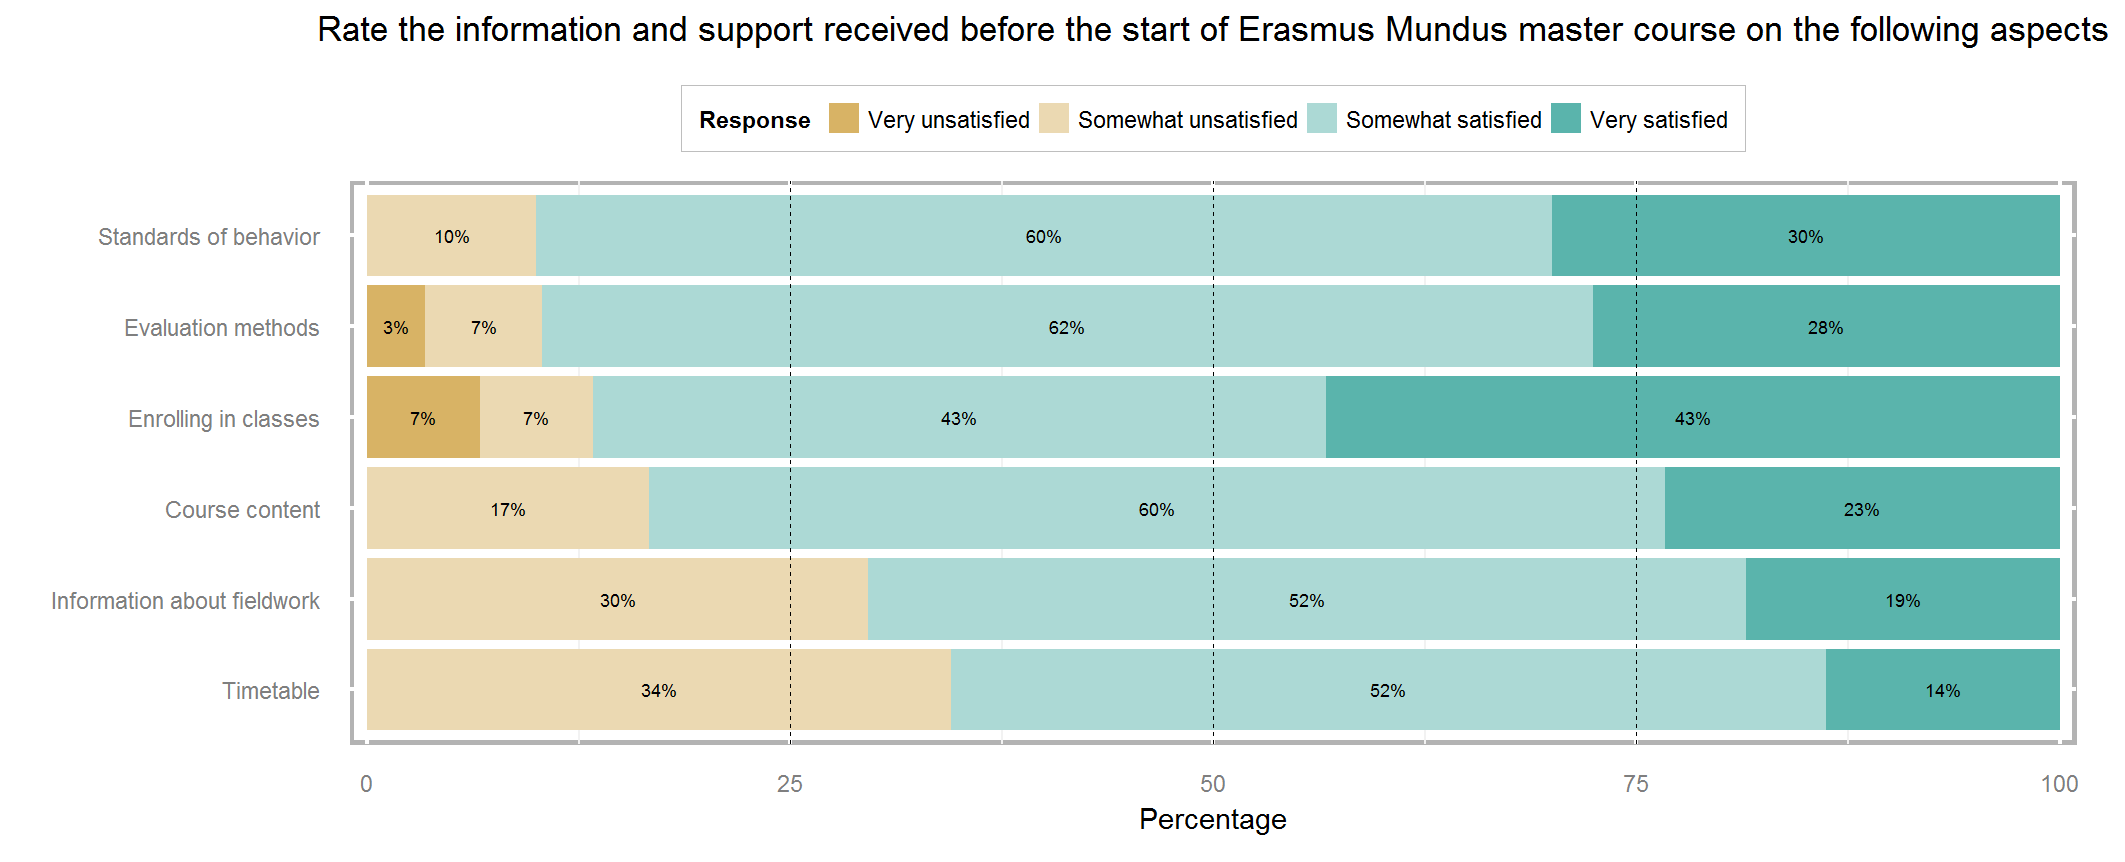 Rate the information and support received before the start of Erasmus Mundus master course on the following aspects
Response Very unsatisfied Somewhat unsatisfied Somewhat satisfied Very satisfied
Standards of behavior 10% 60% 30%
Evaluation methods 3% 7% 62% 28%
Enrolling in classes 7% 7% 43% 43%
Course content 17% 60% 23%
Information about fieldwork 30% 52% 19%
Timetable 34% 52% 14%
0 25 50 75 100
Percentage